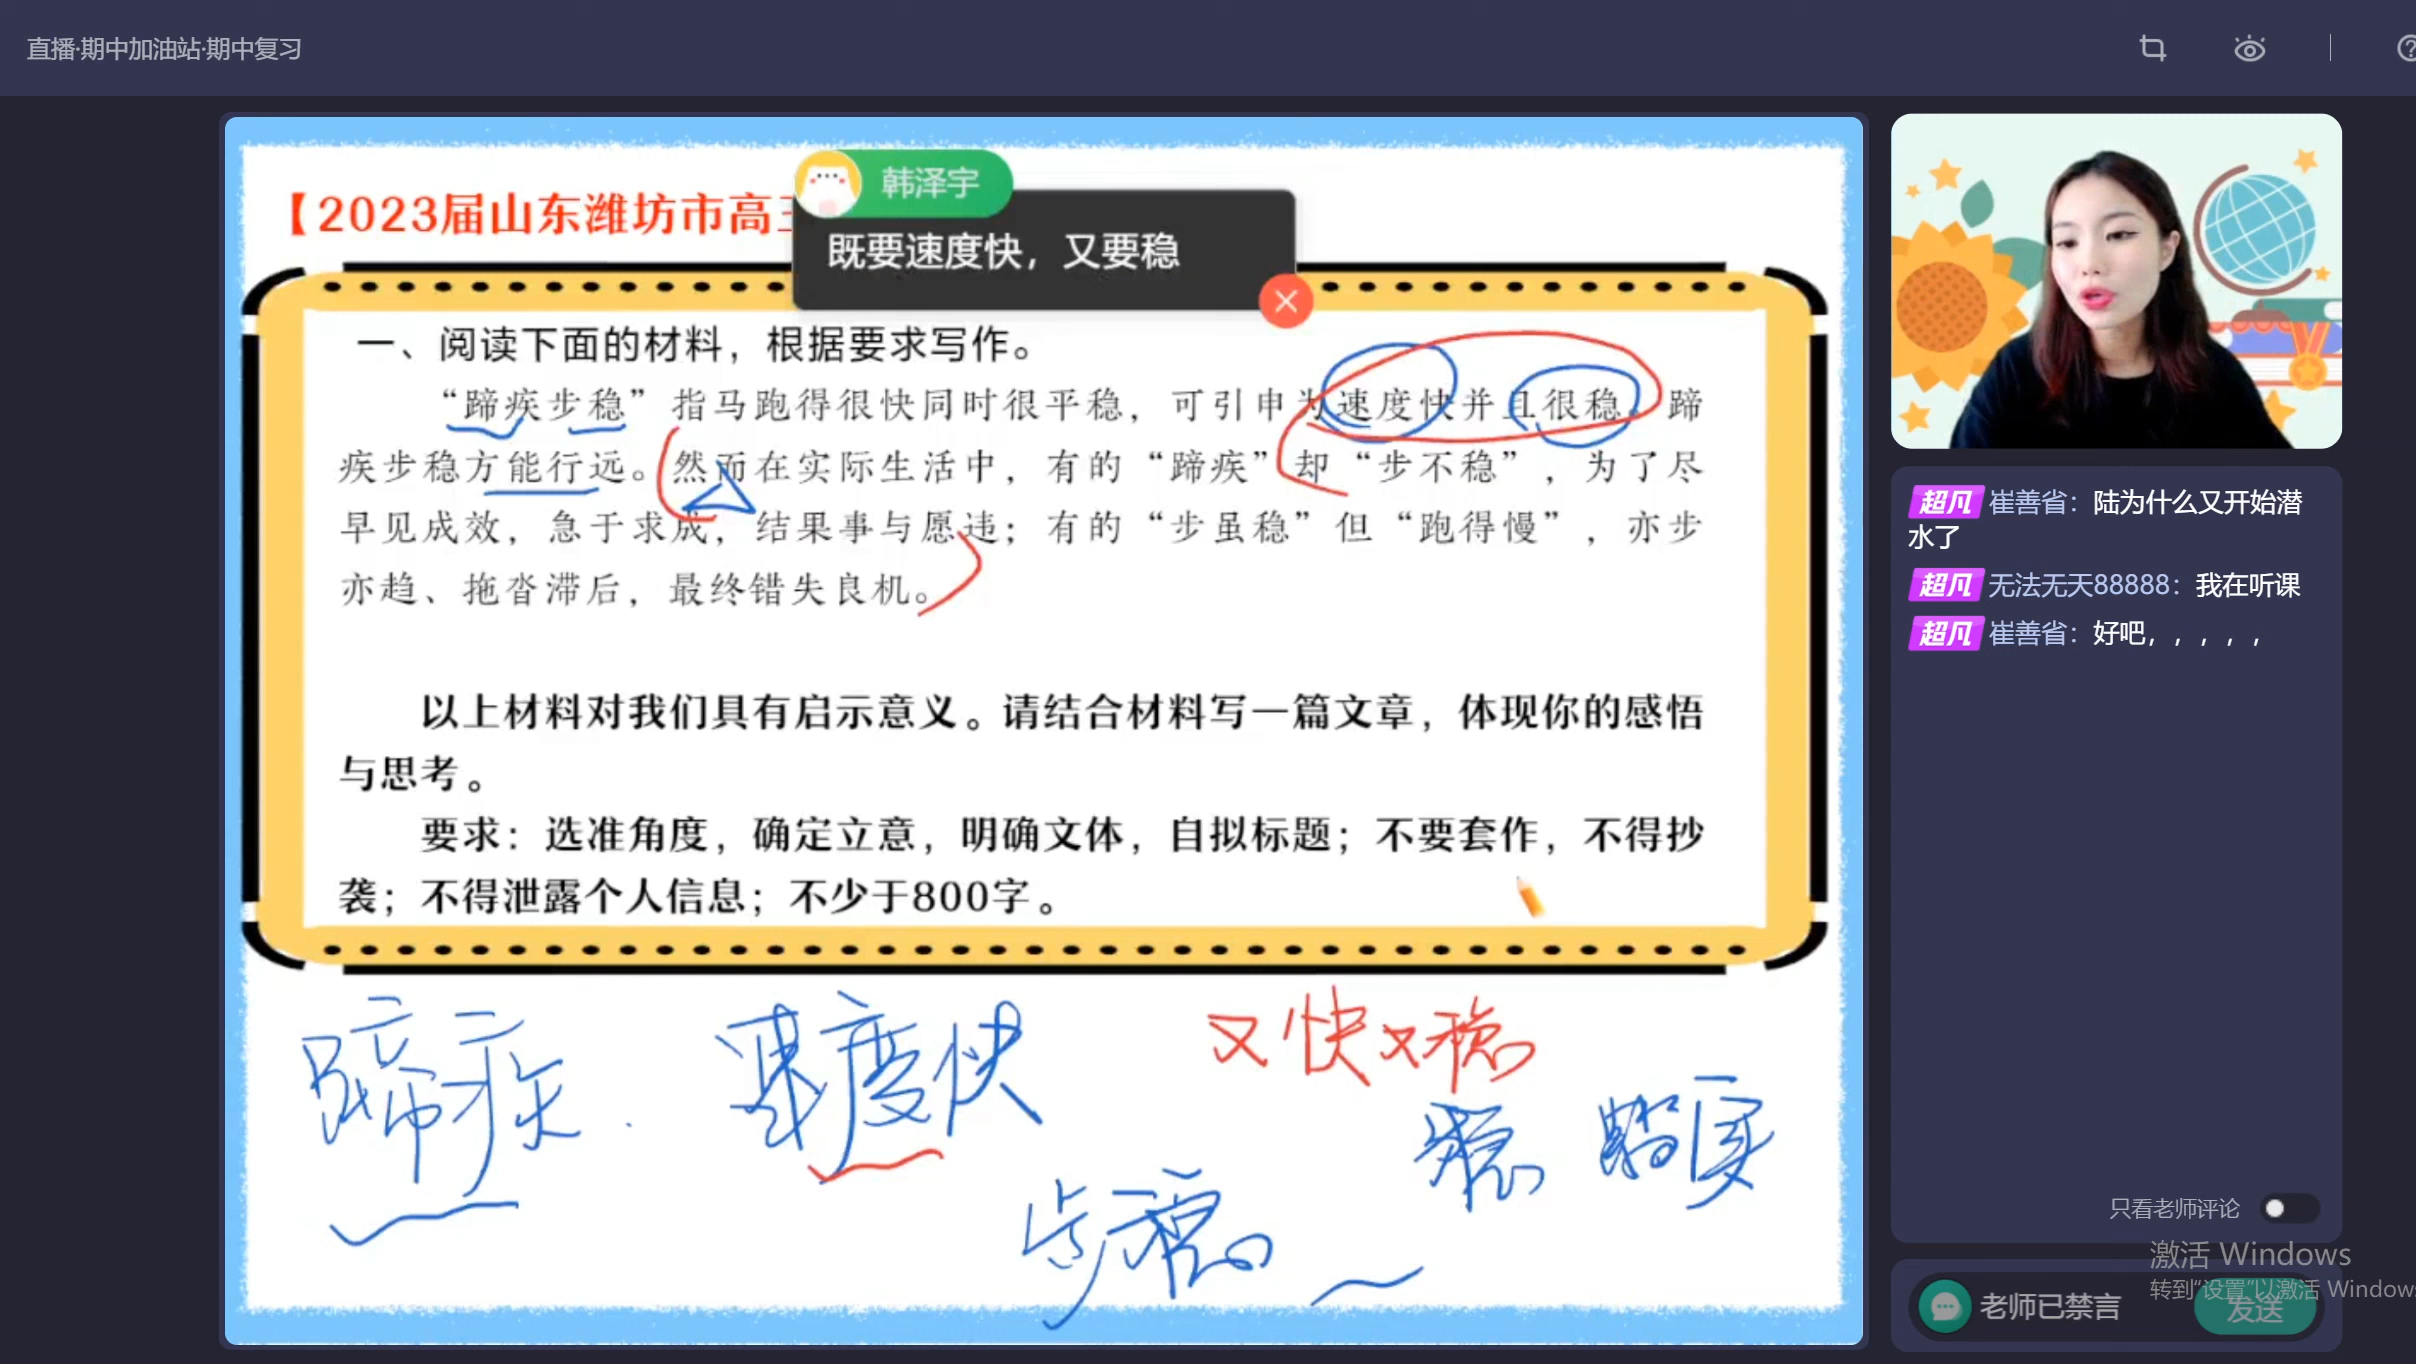 直播·期中加油站·期中复习
【2023届山东潍坊市高三
韩泽宇
既要速度快，又要稳
一、阅读下面的材料，根据要求写作。
“蹄疾步稳”指马跑得很快同时很平稳，可引申为速度快并且很稳。蹄
疾步稳方能行远。然而在实际生活中，有的“蹄疾”却“步不稳”，为了尽
早见成效，急于求成，结果事与愿违；有的“步虽稳”但“跑得慢”，亦步
亦趋、拖沓滞后，最终错失良机。
以上材料对我们具有启示意义。请结合材料写一篇文章，体现你的感悟
与思考。
要求：选准角度，确定立意，明确文体，自拟标题；不要套作，不得抄
袭；不得泄露个人信息；不少于800字。
蹄疾 速度快 又快又稳
步稳
超凡 崔善省：陆为什么又开始潜
水了
超凡 无法无天88888：我在听课
超凡 崔善省：好吧，，，，，
只看老师评论
激活 Windows
转到“设置”以激活 Windows
老师已禁言
发送